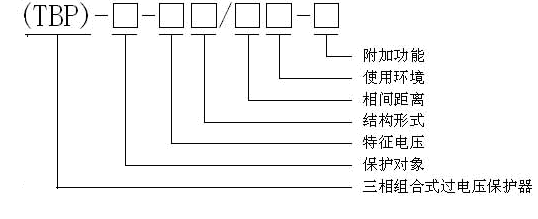 (TBP)-□-□□/□□-□
附加功能
使用环境
相间距离
结构形式
特征电压
保护对象
三相组合式过电压保护器